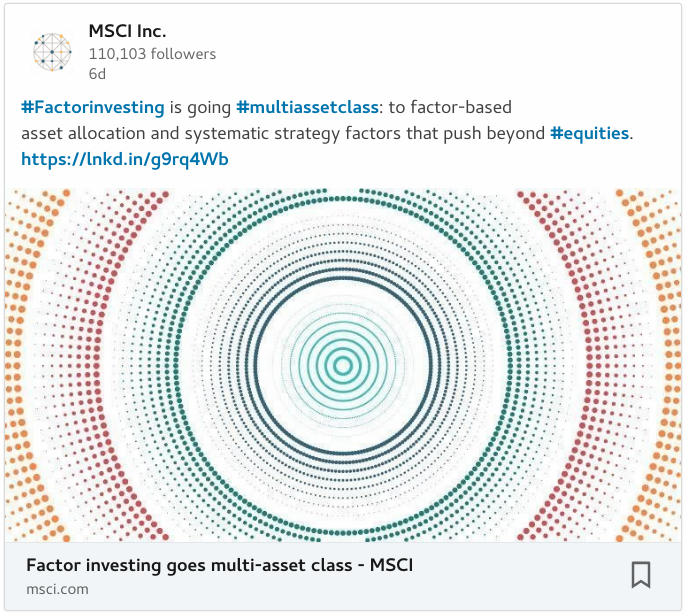 MSCI Inc.
110,103 followers
6d
#Factorinvesting is going #multiassetclass: to factor-based
asset allocation and systematic strategy factors that push beyond #equities.
https://lnkd.in/g9rq4Wb
Factor investing goes multi-asset class - MSCI
msci.com